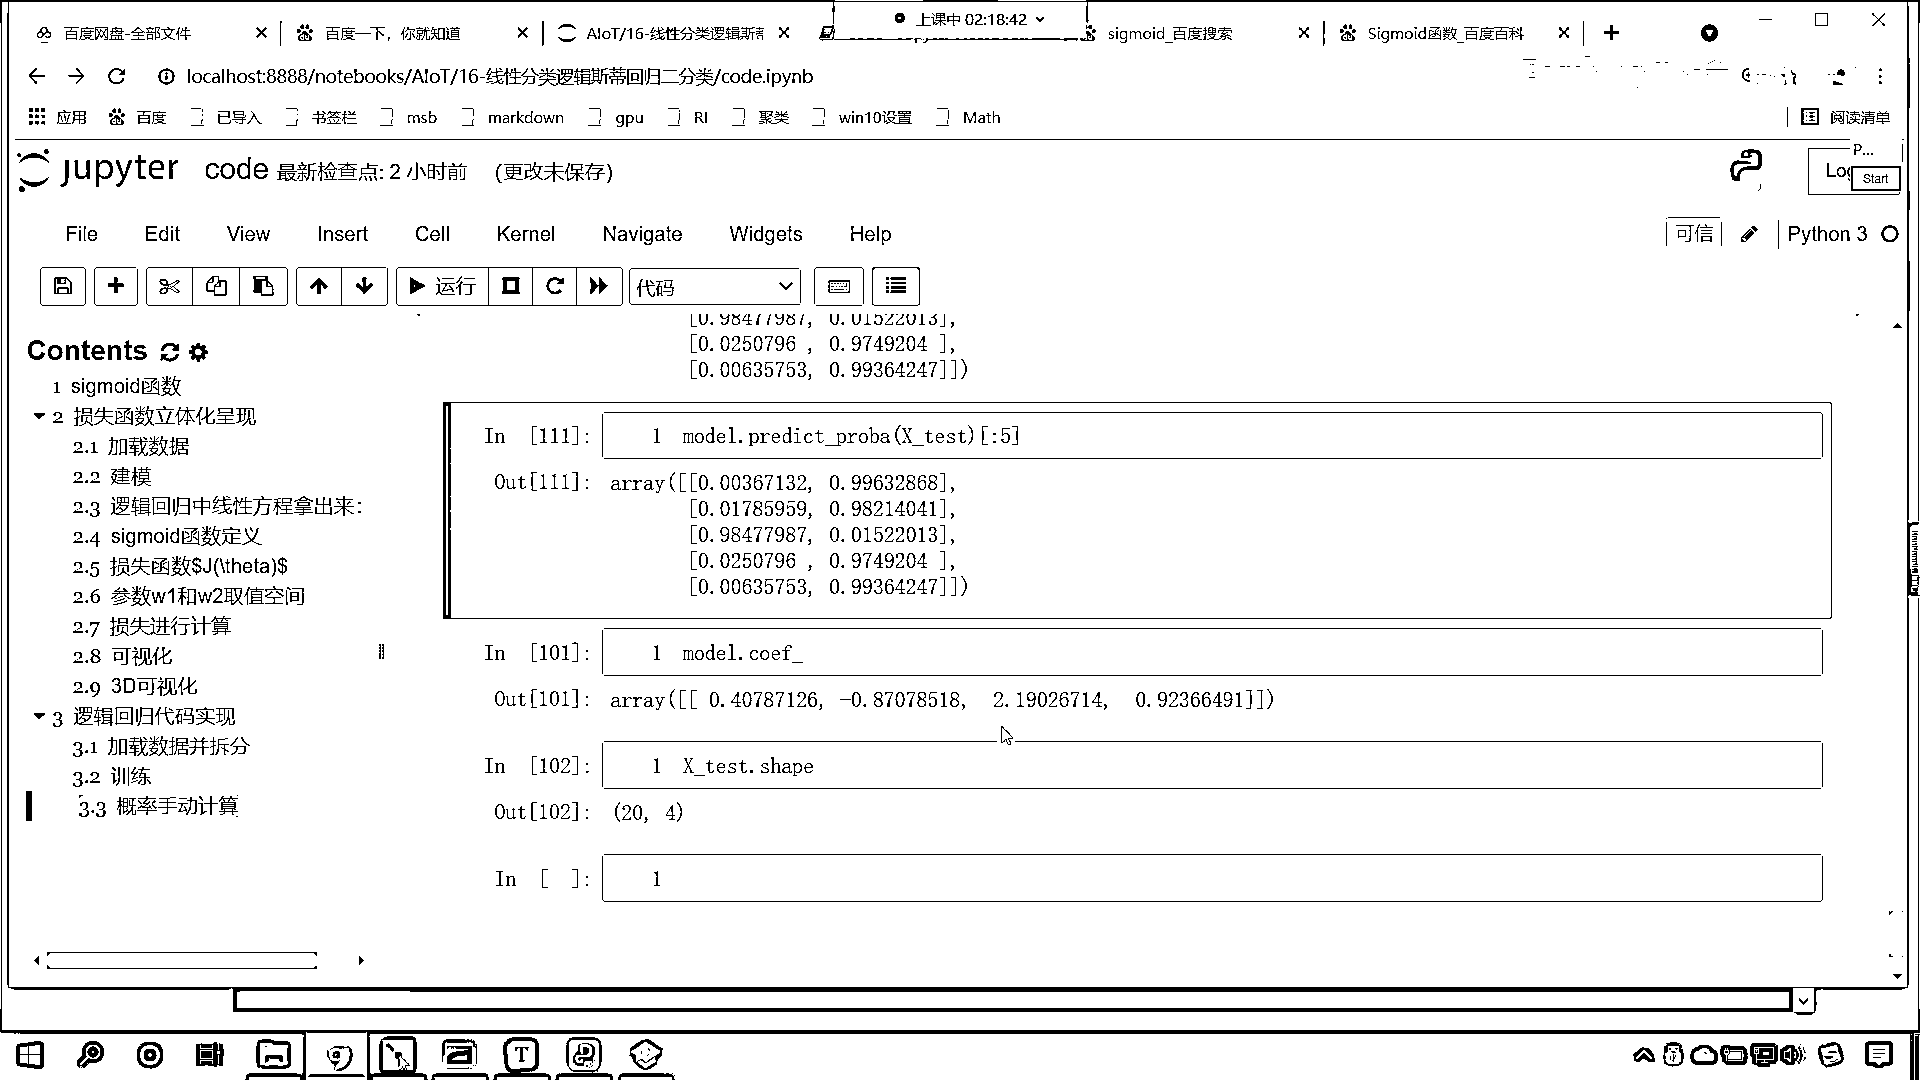 上课中 02:18:42
百度网盘-全部文件
百度一下，你就知道
AIoT/16-线性分类逻辑斯蒂
sigmoid_百度搜索
Sigmoid函数_百度百科
localhost:8888/notebooks/AIoT/16-线性分类逻辑斯蒂回归二分类/code.ipynb
应用 百度 已导入 书签栏 msb markdown gpu RI 聚类 win10设置 Math 阅读清单
jupyter code 最新检查点: 2 小时前 (更改未保存)
P...
Start
File Edit View Insert Cell Kernel Navigate Widgets Help 可信 Python 3
运行 代码
Contents
1 sigmoid函数
2 损失函数立体化呈现
2.1 加载数据
2.2 建模
2.3 逻辑回归中线性方程拿出来:
2.4 sigmoid函数定义
2.5 损失函数$J(\theta)$
2.6 参数w1和w2取值空间
2.7 损失进行计算
2.8 可视化
2.9 3D可视化
3 逻辑回归代码实现
3.1 加载数据并拆分
3.2 训练
3.3 概率手动计算
[0.98477987, 0.01522013],
[0.0250796 , 0.9749204 ],
[0.00635753, 0.99364247]])
In [111]: 1 model.predict_proba(X_test)[:5]
Out[111]: array([[0.00367132, 0.99632868],
[0.01785959, 0.98214041],
[0.98477987, 0.01522013],
[0.0250796 , 0.9749204 ],
[0.00635753, 0.99364247]])
In [101]: 1 model.coef_
Out[101]: array([[ 0.40787126, -0.87078518, 2.19026714, 0.92366491]])
In [102]: 1 X_test.shape
Out[102]: (20, 4)
In [ ]: 1